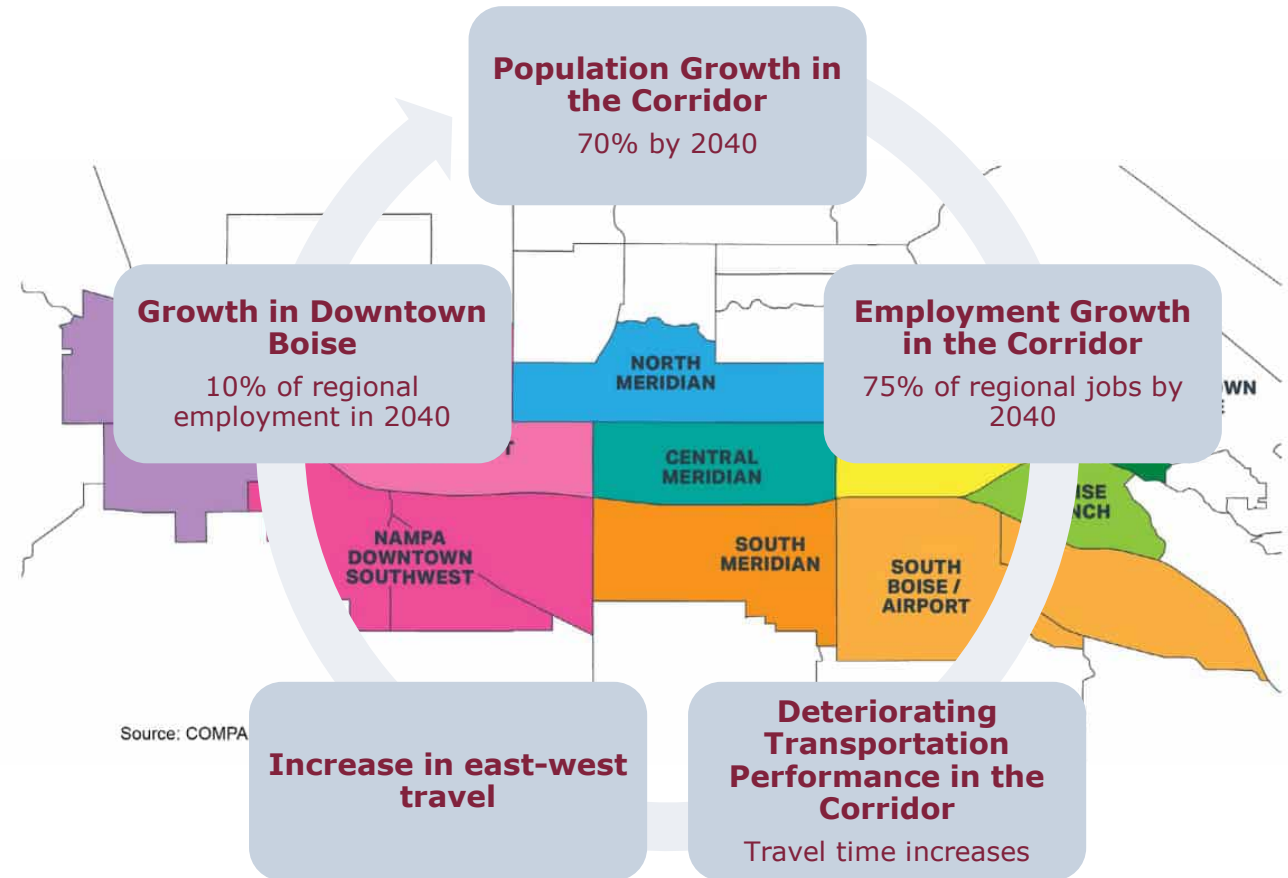 Population Growth in
the Corridor
70% by 2040
Growth in Downtown
Boise
10% of regional
employment in 2040
Employment Growth
in the Corridor
75% of regional jobs by
2040
NORTH
MERIDIAN
CENTRAL
MERIDIAN
NAMPA
DOWNTOWN
SOUTHWEST
SOUTH
MERIDIAN
SOUTH
BOISE /
AIRPORT
Source:
Increase in east-west
travel
Deteriorating
Transportation
Performance in the
Corridor
Travel time increases